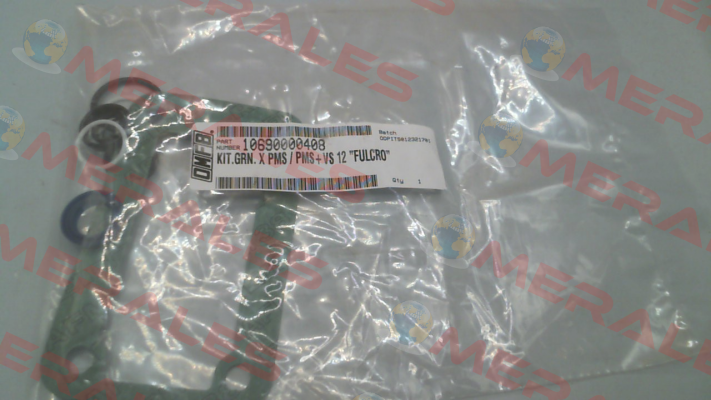 OMFB
PART NUMBER 10690000408
KIT.GRN. X PMS / PMS+VS 12 "FULCRO"
Batch
Qty 1
MERALES
MERALES
MERALES
MERALES